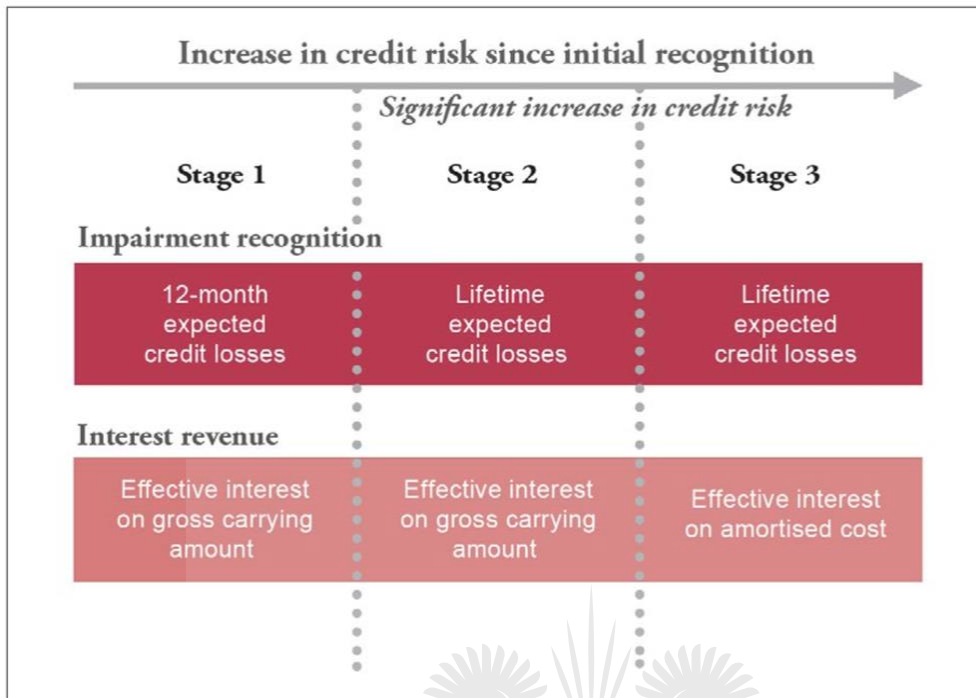 Increase in credit risk since initial recognition
Significant increase in credit risk
Stage 1
Stage 2
Stage 3
Impairment recognition
12-month
expected
credit losses
Lifetime
expected
credit losses
Lifetime
expected
credit losses
Interest revenue
Effective interest
on gross carrying
amount
Effective interest
on gross carrying
amount
Effective interest
on amortised cost